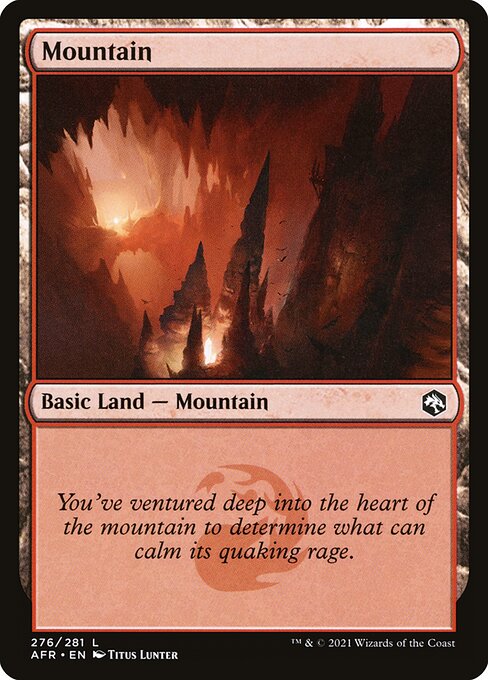 Mountain
Basic Land — Mountain
You've ventured deep into the heart of
the mountain to determine what can
calm its quaking rage.
276/281 L
AFR • EN Titus Lunter
™ & © 2021 Wizards of the Coast